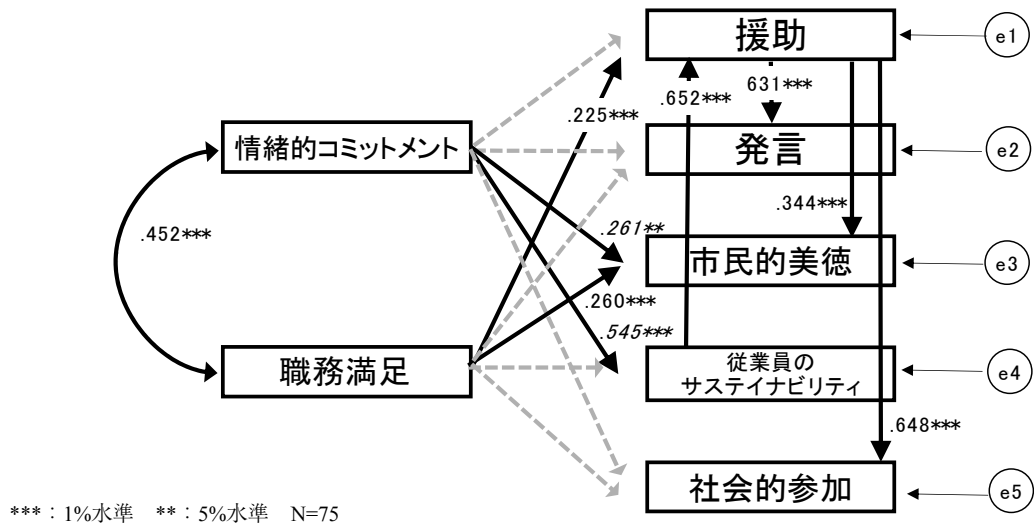 援助
e1
.225***
.652***
631***
情緒的コミットメント
発言
e2
.452***
.344***
.261**
市民的美徳
e3
.260***
.545***
職務満足
従業員の
サステイナビリティ
e4
.648***
社会的参加
e5
***：1%水準　**：5%水準　N=75